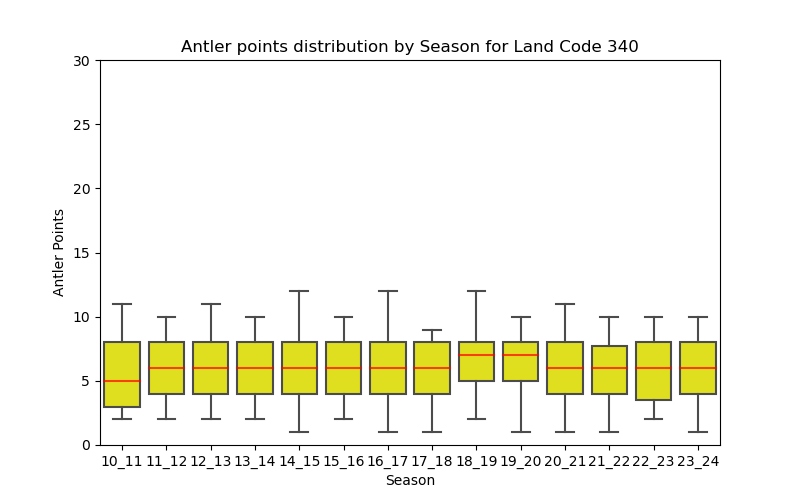 Antler points distribution by Season for Land Code 340
30
25
20
15
10
5
0
Antler Points
10_11 11_12 12_13 13_14 14_15 15_16 16_17 17_18 18_19 19_20 20_21 21_22 22_23 23_24
Season